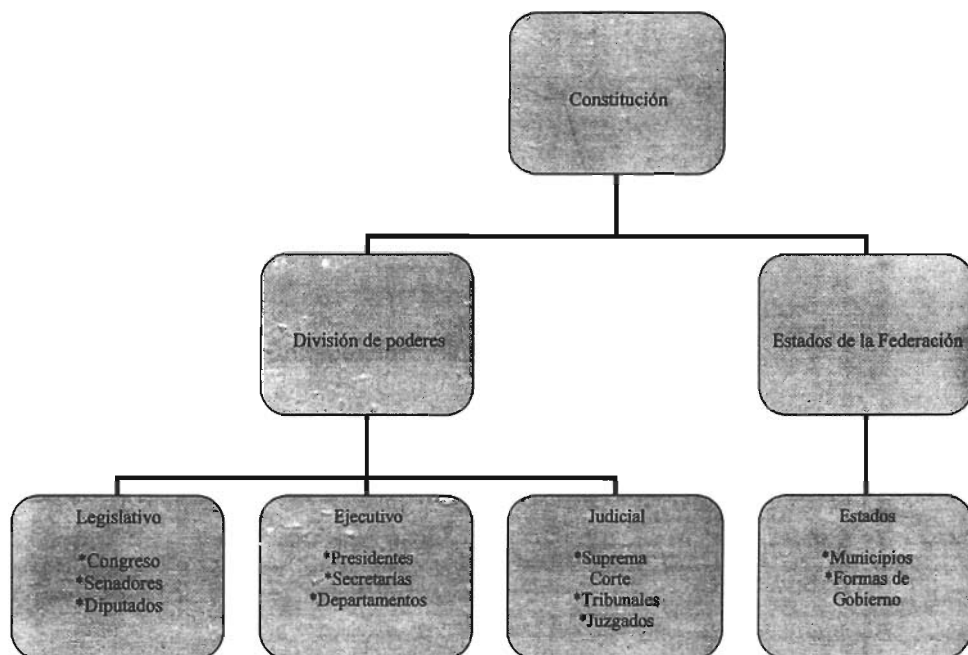 Constitución
División de poderes
Estados de la Federación
Legislativo
*Congreso
*Senadores
*Diputados
Ejecutivo
*Presidentes
*Secretarías
*Departamentos
Judicial
*Suprema
Corte
*Tribunales
*Juzgados
Estados
*Municipios
*Formas de
Gobierno